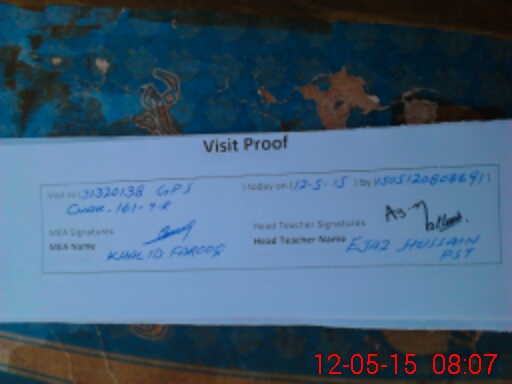 Visit Proof
Visit to (31320138 GPS ) today on (12-5-15 ) by (
CHAK. 161-7-R
MEA Signatures
Head Teacher Signatures
MEA Name KHALID FAROOQ
Head Teacher Name EJAZ HUSSAIN
PST
12-05-15 08:07